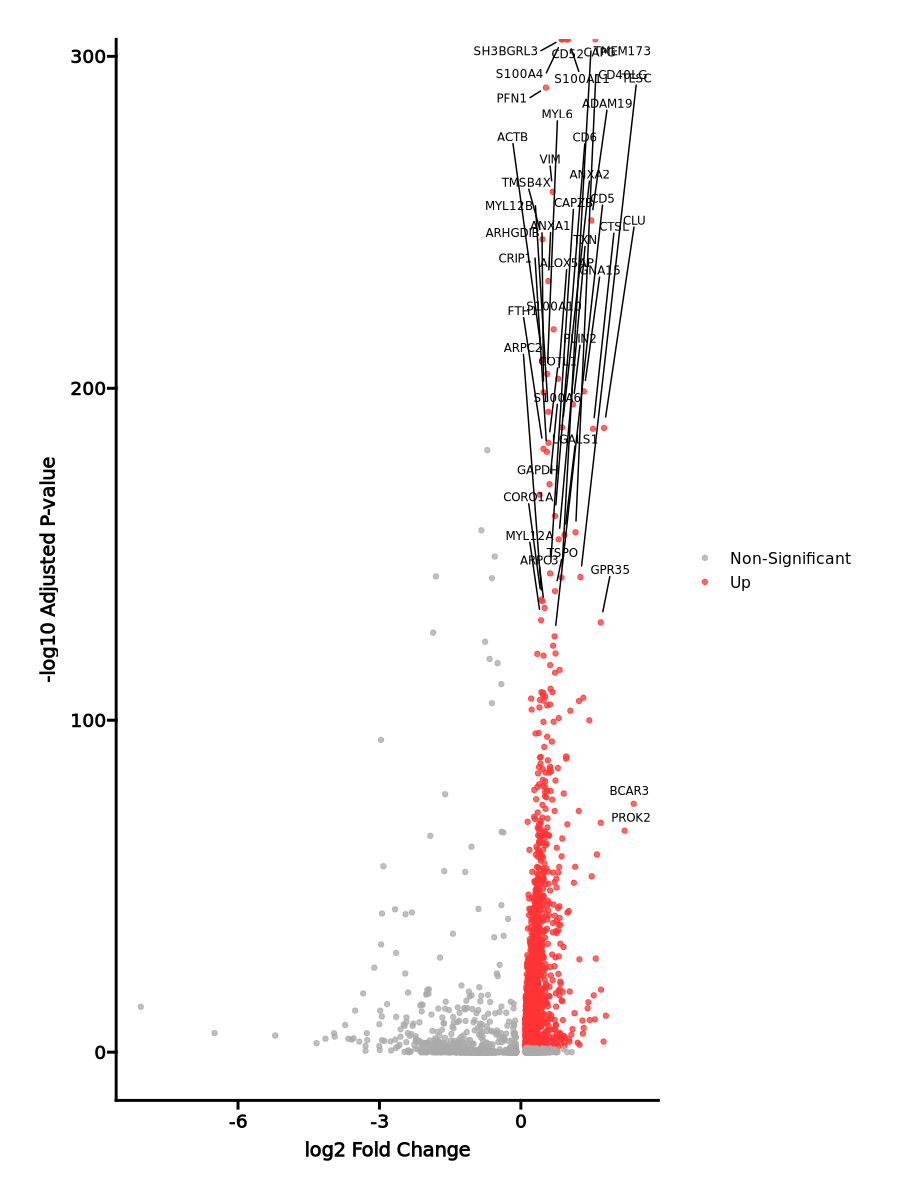 300
200
100
0
-log10 Adjusted P-value
-6
-3
0
log2 Fold Change
SH3BGRL3
CD52
CAPG
TMEM173
S100A4
S100A11
CD40LG
TESC
PFN1
ADAM19
MYL6
ACTB
CD6
VIM
ANXA2
TMSB4X
MYL12B
CAPZB
CD5
ARHGDIB
ANXA1
CTSL
CLU
TXN
CRIP1
ALOX5AP
GNA15
FTH1
S100A10
PLIN2
ARPC2
COTL1
S100A6
LGALS1
GAPDH
CORO1A
MYL12A
TSPO
ARPC3
GPR35
BCAR3
PROK2
Non-Significant
Up